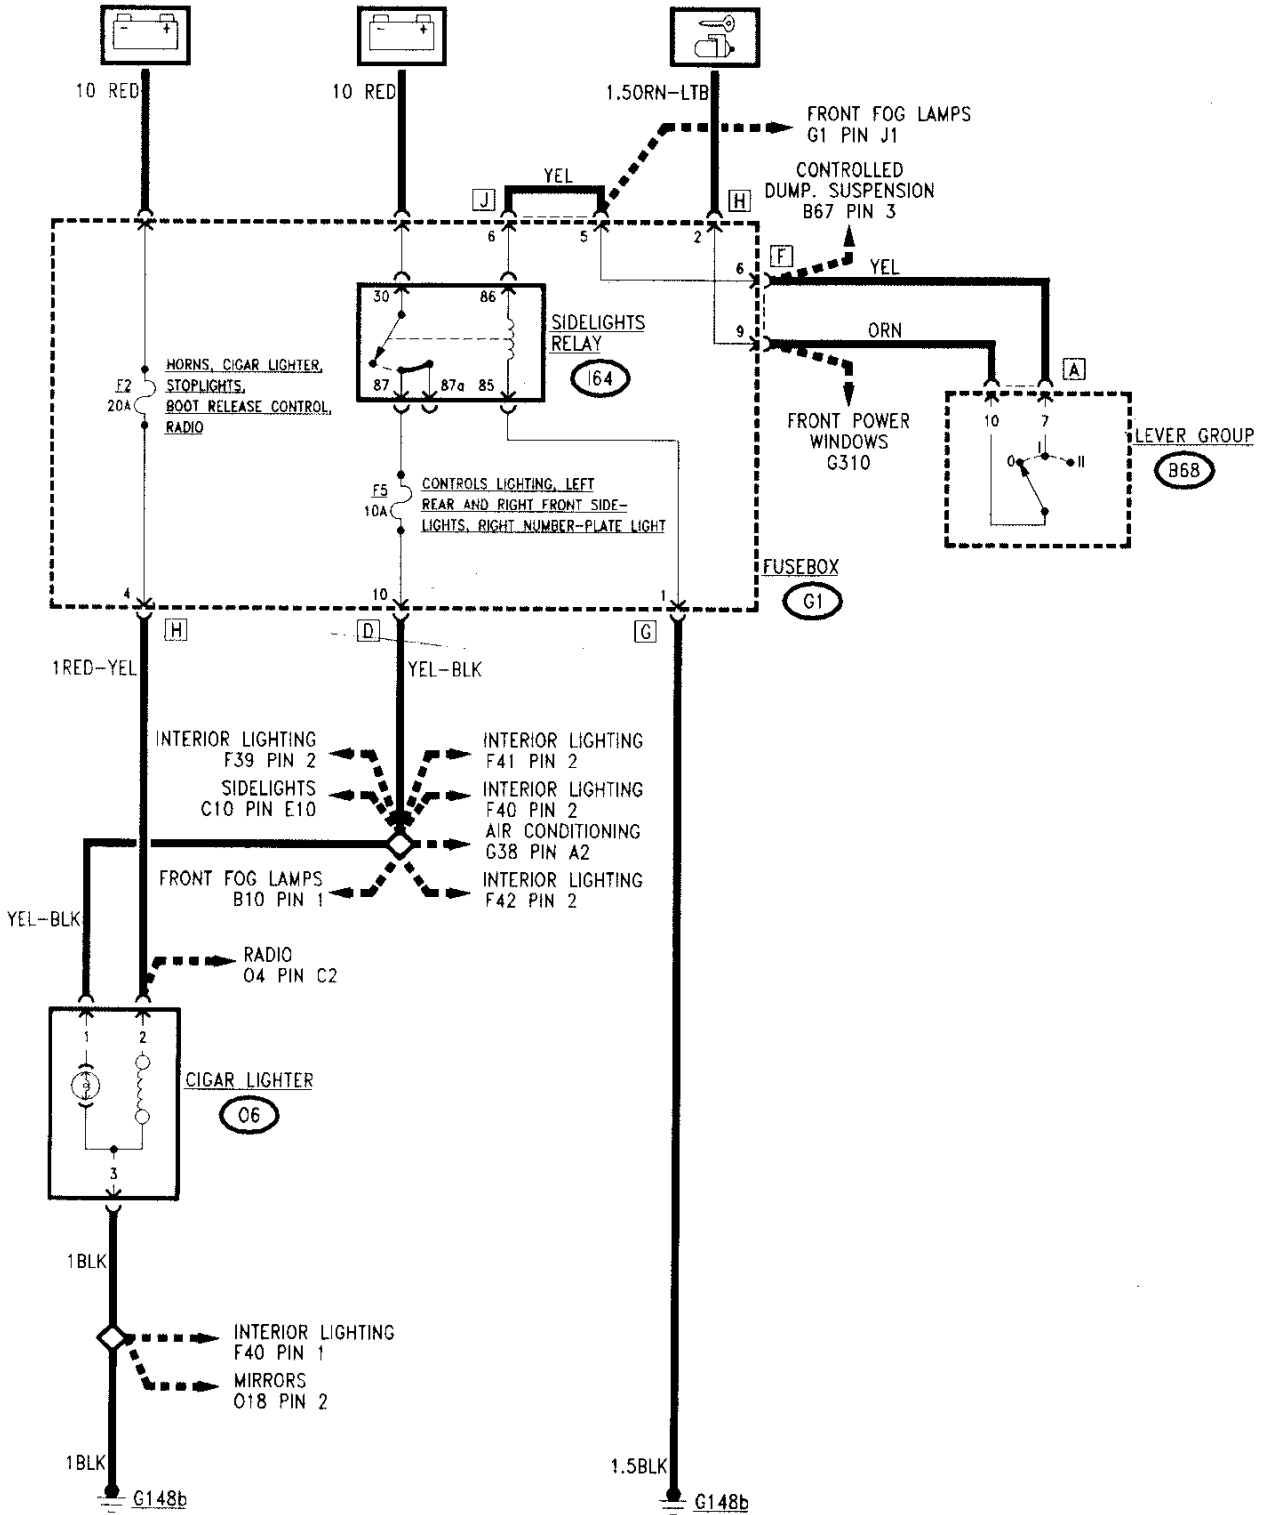 - +
- +
10 RED
10 RED
1.5ORN-LTB
FRONT FOG LAMPS
G1 PIN J1
CONTROLLED
DUMP. SUSPENSION
B67 PIN 3
YEL
J
H
6
5
2
F
6
YEL
30
86
SIDELIGHTS
RELAY
I64
9
ORN
HORNS, CIGAR LIGHTER,
F2
STOPLIGHTS,
20A
BOOT RELEASE CONTROL,
RADIO
87
87a
85
A
FRONT POWER
WINDOWS
G310
10
7
LEVER GROUP
B68
0
I
II
F5
10A
CONTROLS LIGHTING, LEFT
REAR AND RIGHT FRONT SIDE-
LIGHTS, RIGHT NUMBER-PLATE LIGHT
FUSEBOX
G1
4
10
1
H
D
G
1RED-YEL
YEL-BLK
INTERIOR LIGHTING
F39 PIN 2
INTERIOR LIGHTING
F41 PIN 2
SIDELIGHTS
C10 PIN E10
INTERIOR LIGHTING
F40 PIN 2
AIR CONDITIONING
G38 PIN A2
FRONT FOG LAMPS
B10 PIN 1
INTERIOR LIGHTING
F42 PIN 2
YEL-BLK
RADIO
O4 PIN C2
1
2
CIGAR LIGHTER
O6
3
1BLK
INTERIOR LIGHTING
F40 PIN 1
MIRRORS
O18 PIN 2
1BLK
1.5BLK
G148b
G148b